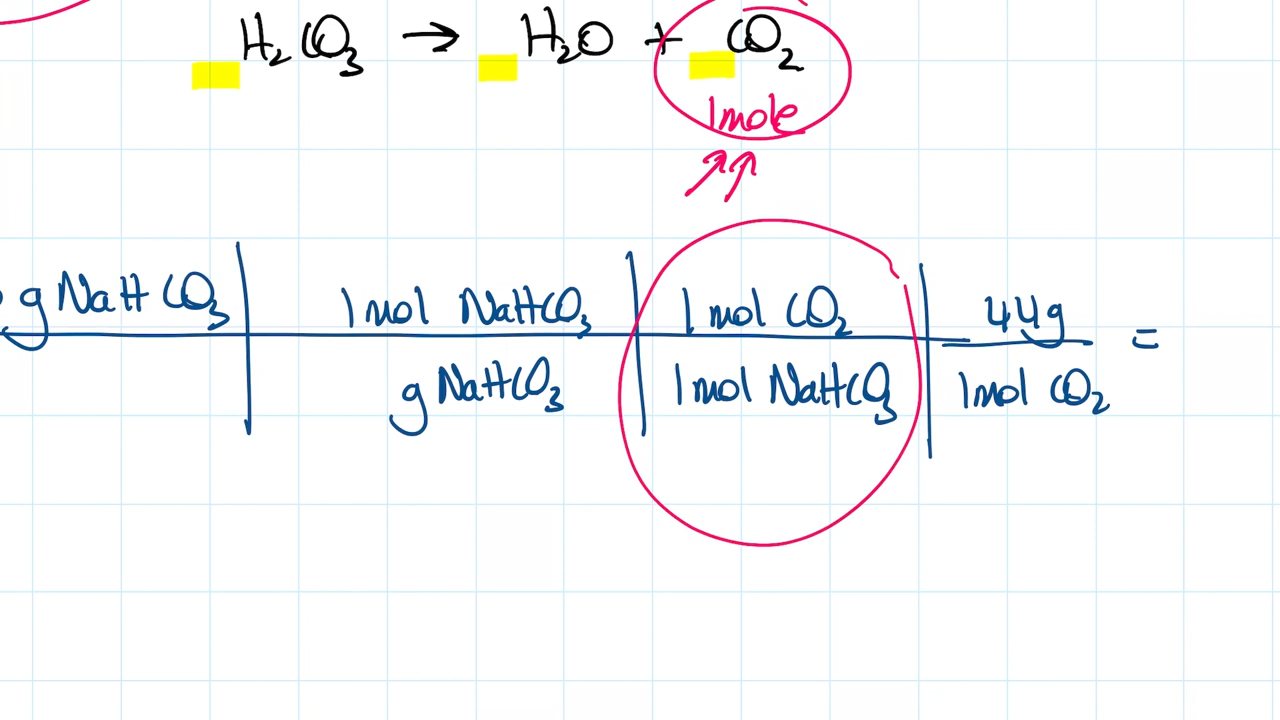 H₂CO₃ → H₂O + CO₂
1mole
g NaHCO₃ | 1mol NaHCO₃ | 1mol CO₂ | 44g =
g NaHCO₃ | 1mol NaHCO₃ | 1mol CO₂